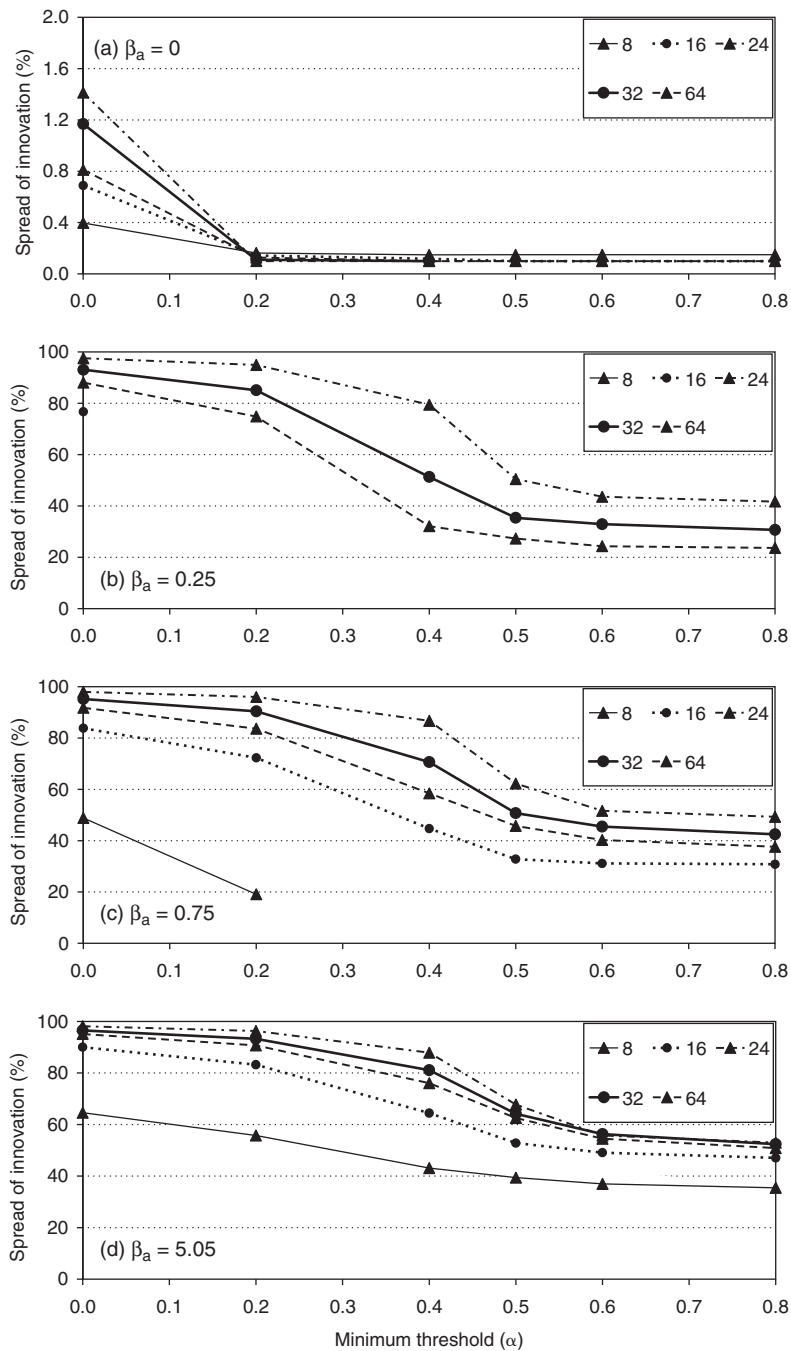 2.0
(a) βa = 0
8 16 24
1.6
32 64
1.2
0.8
0.4
0.0
Spread of innovation (%)
0.0 0.1 0.2 0.3 0.4 0.5 0.6 0.7 0.8
100
8 16 24
80
32 64
60
40
20
(b) βa = 0.25
0
Spread of innovation (%)
0.0 0.1 0.2 0.3 0.4 0.5 0.6 0.7 0.8
100
8 16 24
80
32 64
60
40
20
(c) βa = 0.75
0
Spread of innovation (%)
0.0 0.1 0.2 0.3 0.4 0.5 0.6 0.7 0.8
100
8 16 24
80
32 64
60
40
20
(d) βa = 5.05
0
Spread of innovation (%)
0.0 0.1 0.2 0.3 0.4 0.5 0.6 0.7 0.8
Minimum threshold (α)